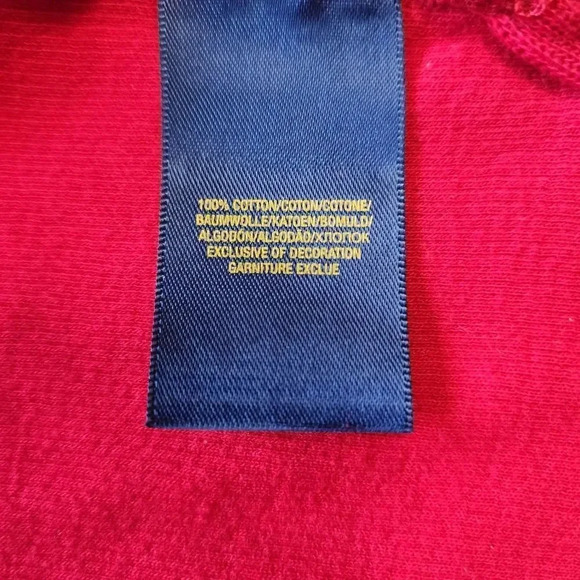 100% COTTON/COTON/COTONE/
BAUMWOLLE/KATOEN/BOMULD/
ALGODÓN/ALGODÃO/ХЛОПОК
EXCLUSIVE OF DECORATION
GARNITURE EXCLUE